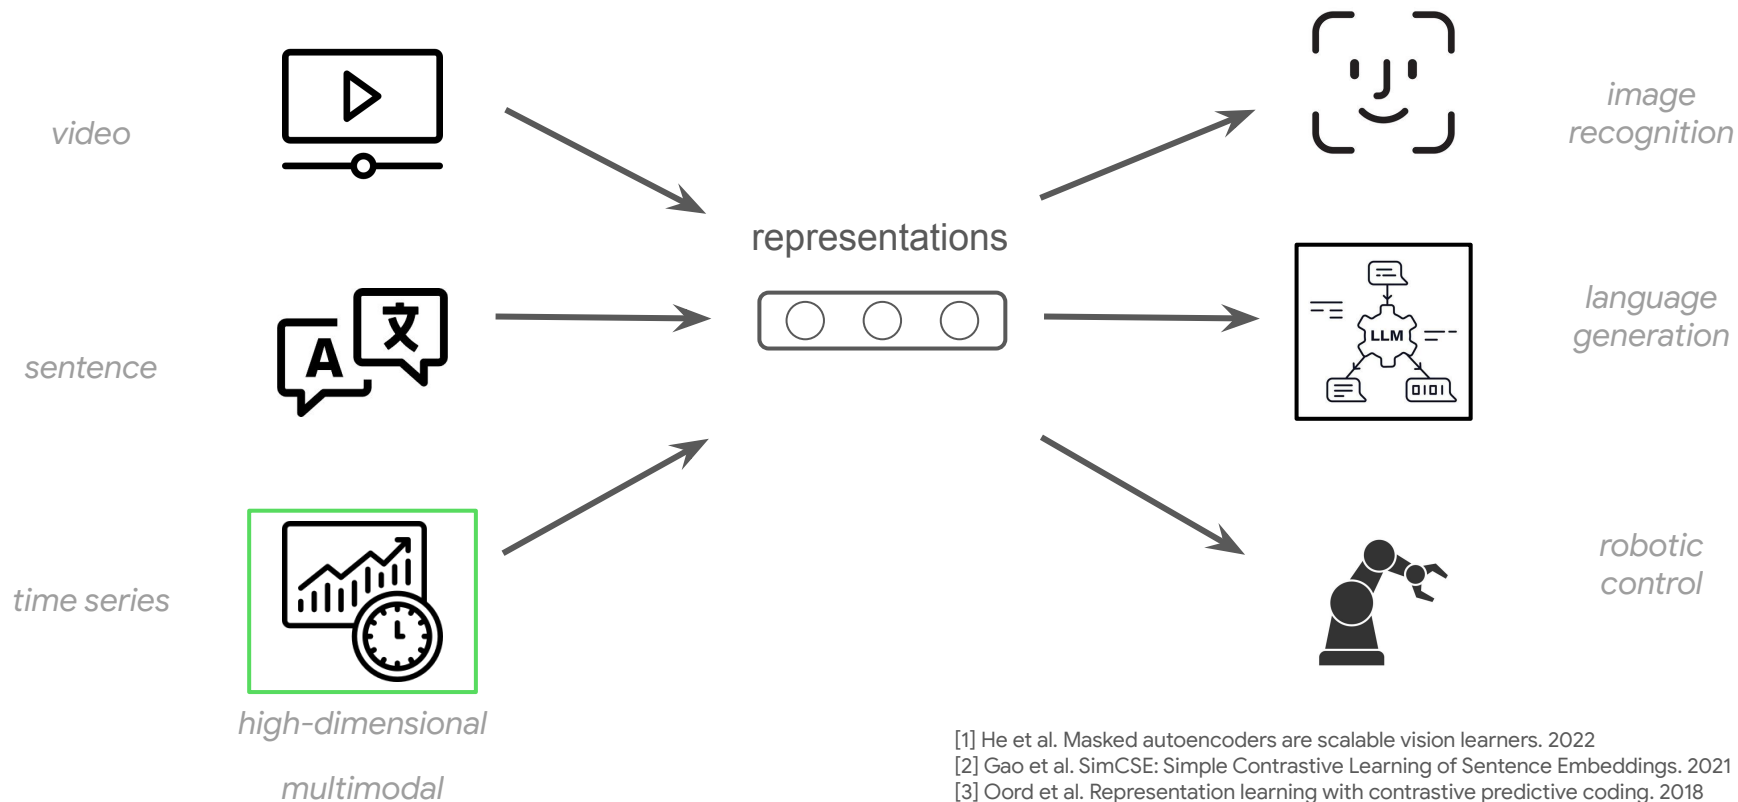 video
sentence
A
文
time series
high-dimensional
multimodal
representations
image
recognition
LLM
0101
language
generation
robotic
control
[1] He et al. Masked autoencoders are scalable vision learners. 2022
[2] Gao et al. SimCSE: Simple Contrastive Learning of Sentence Embeddings. 2021
[3] Oord et al. Representation learning with contrastive predictive coding. 2018